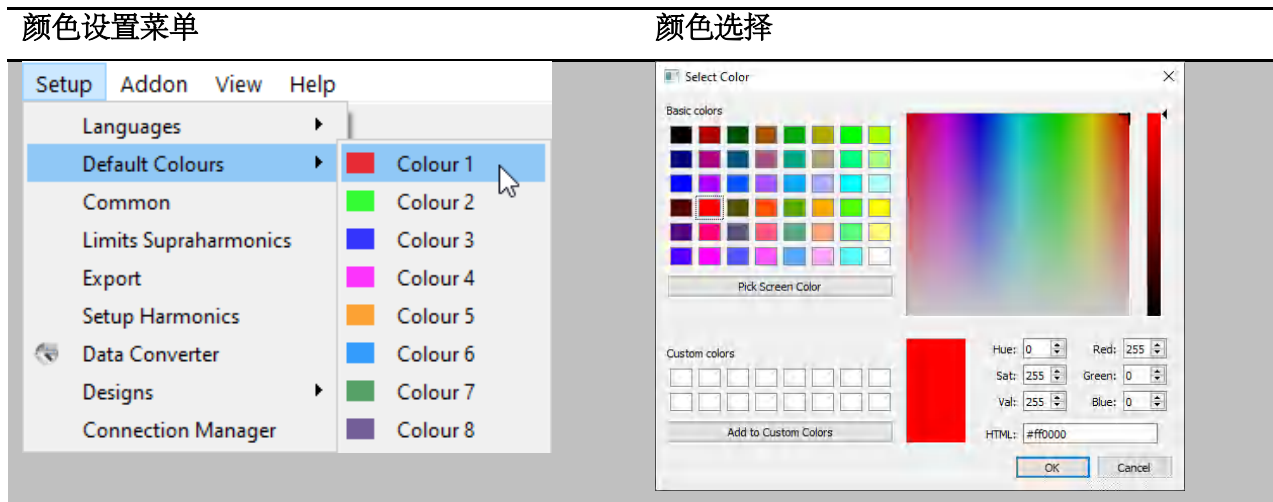 颜色设置菜单
颜色选择
Setup Addon View Help
Languages
Default Colours
Common
Limits Supraharmonics
Export
Setup Harmonics
Data Converter
Designs
Connection Manager
Colour 1
Colour 2
Colour 3
Colour 4
Colour 5
Colour 6
Colour 7
Colour 8
Select Color
Basic colors
Pick Screen Color
Custom colors
Add to Custom Colors
Hue: 0 Red: 255
Sat: 255 Green: 0
Val: 255 Blue: 0
HTML: #ff0000
OK Cancel